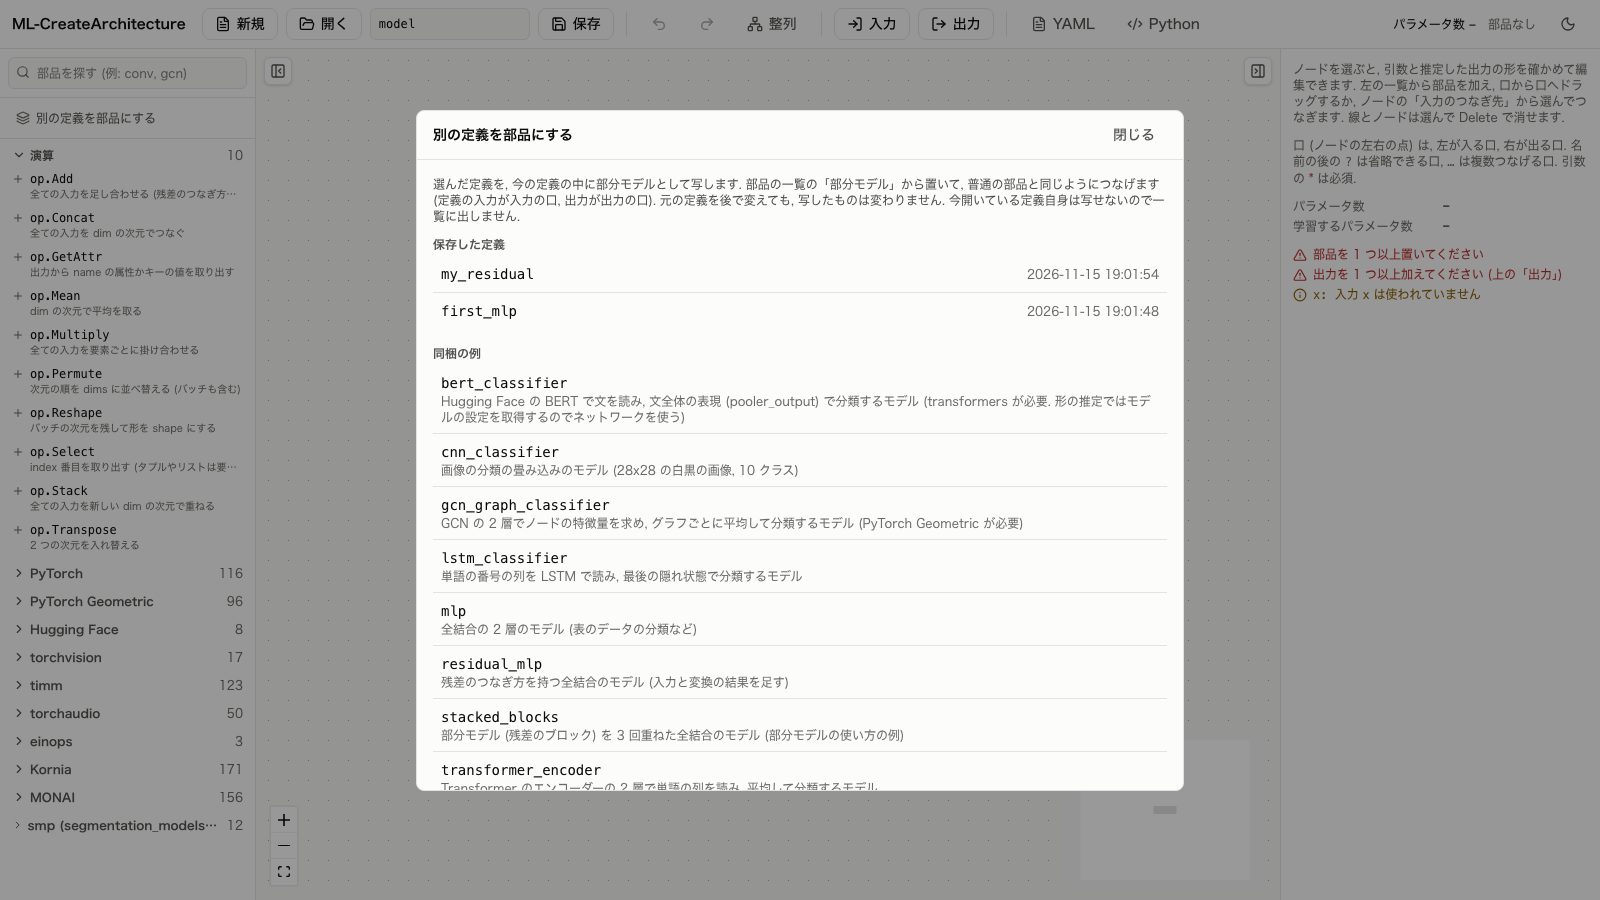 ML-CreateArchitecture 新規 開く model 保存 整列 入力 出力 YAML Python パラメータ数 – 部品なし
部品を探す (例: conv, gcn)
別の定義を部品にする
演算 10
op.Add
全ての入力を足し合わせる (残差のつなぎ方…
op.Concat
全ての入力を dim の次元でつなぐ
op.GetAttr
出力から name の属性かキーの値を取り出す
op.Mean
dim の次元で平均を取る
op.Multiply
全ての入力を要素ごとに掛け合わせる
op.Permute
次元の順を dims に並べ替える (バッチも含む)
op.Reshape
バッチの次元を残して形を shape にする
op.Select
index 番目を取り出す (タプルやリストは要…
op.Stack
全ての入力を新しい dim の次元で重ねる
op.Transpose
2 つの次元を入れ替える
PyTorch 116
PyTorch Geometric 96
Hugging Face 8
torchvision 17
timm 123
torchaudio 50
einops 3
Kornia 171
MONAI 156
smp (segmentation_models… 12
別の定義を部品にする 閉じる
選んだ定義を, 今の定義の中に部分モデルとして写します. 部品の一覧の「部分モデル」から置いて, 普通の部品と同じようにつなげます
(定義の入力が入力の口, 出力が出力の口). 元の定義を後で変えても, 写したものは変わりません. 今開いている定義自身は写せないので一
覧に出しません.
保存した定義
my_residual 2026-11-15 19:01:54
first_mlp 2026-11-15 19:01:48
同梱の例
bert_classifier
Hugging Face の BERT で文を読み, 文全体の表現 (pooler_output) で分類するモデル (transformers が必要. 形の推定ではモデ
ルの設定を取得するのでネットワークを使う)
cnn_classifier
画像の分類の畳み込みのモデル (28x28 の白黒の画像, 10 クラス)
gcn_graph_classifier
GCN の 2 層でノードの特徴量を求め, グラフごとに平均して分類するモデル (PyTorch Geometric が必要)
lstm_classifier
単語の番号の列を LSTM で読み, 最後の隠れ状態で分類するモデル
mlp
全結合の 2 層のモデル (表のデータの分類など)
residual_mlp
残差のつなぎ方を持つ全結合のモデル (入力と変換の結果を足す)
stacked_blocks
部分モデル (残差のブロック) を 3 回重ねた全結合のモデル (部分モデルの使い方の例)
transformer_encoder
Transformer のエンコーダーの 2 層で単語の列を読み, 平均して分類するモデル
ノードを選ぶと, 引数と推定した出力の形を確かめて編
集できます. 左の一覧から部品を加え, 口から口へドラ
ッグするか, ノードの「入力のつなぎ先」から選んでつ
なぎます. 線とノードは選んで Delete で消せます.
口 (ノードの左右の点) は, 左が入る口, 右が出る口. 名
前の後の ? は省略できる口, … は複数つなげる口. 引数
の * は必須.
パラメータ数 –
学習するパラメータ数 –
部品を 1 つ以上置いてください
出力を 1 つ以上加えてください (上の「出力」)
x: 入力 x は使われていません